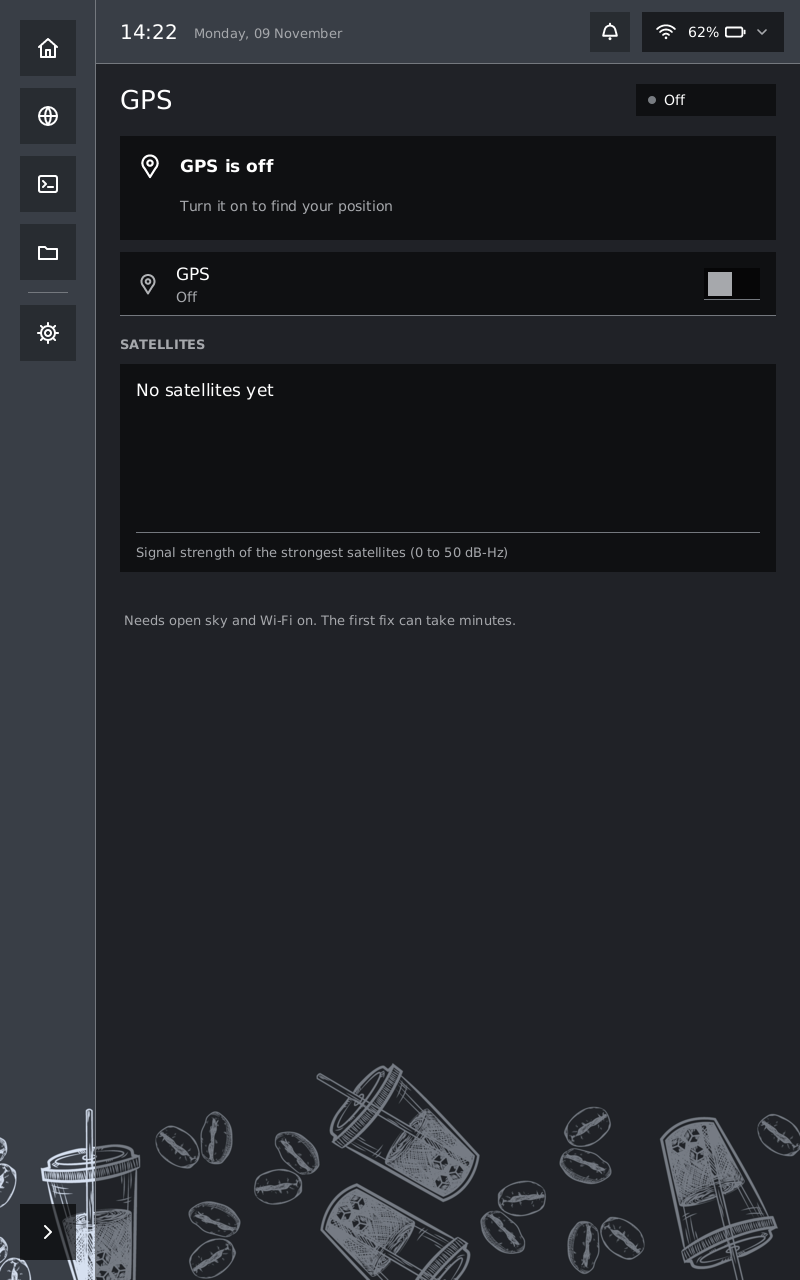 14:22 Monday, 09 November 62%
GPS
Off
GPS is off
Turn it on to find your position
GPS
Off
SATELLITES
No satellites yet
Signal strength of the strongest satellites (0 to 50 dB-Hz)
Needs open sky and Wi-Fi on. The first fix can take minutes.